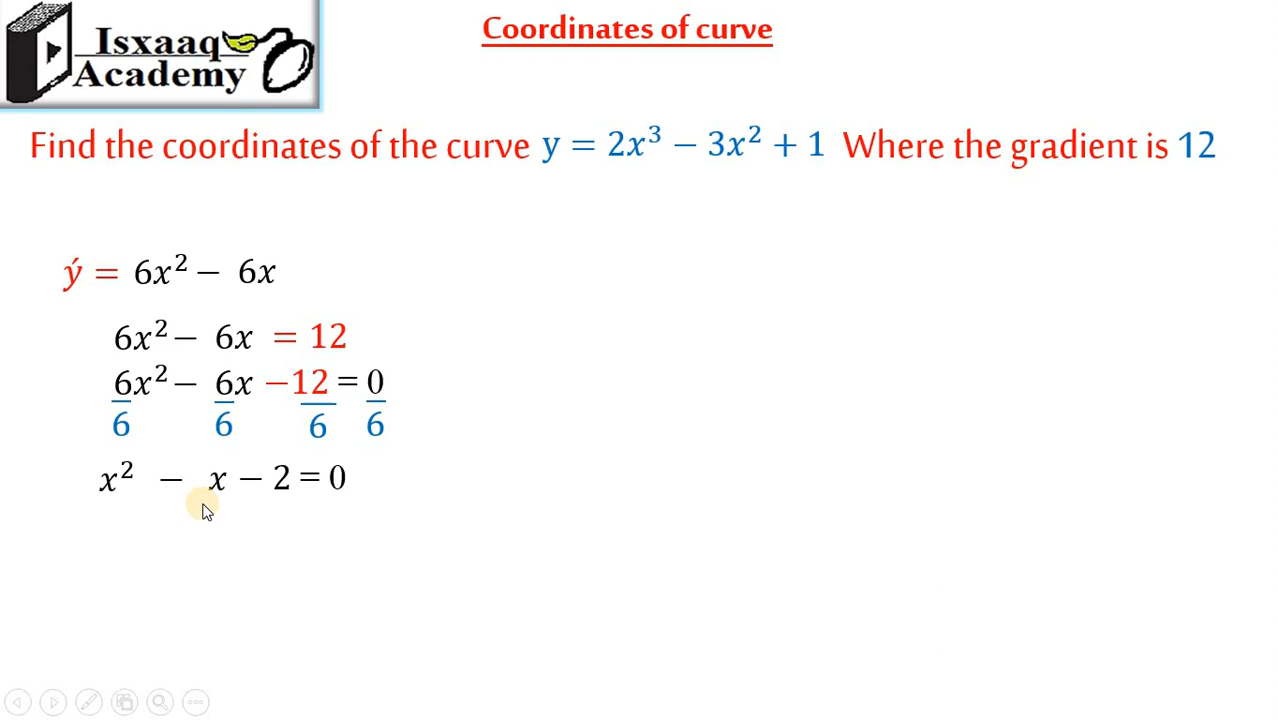 Isxaaq
Academy
Coordinates of curve
Find the coordinates of the curve y = 2x³ − 3x² + 1 Where the gradient is 12
ý = 6x² − 6x
6x² − 6x = 12
6x² − 6x −12 = 0
6 6 6 6
x² − x − 2 = 0